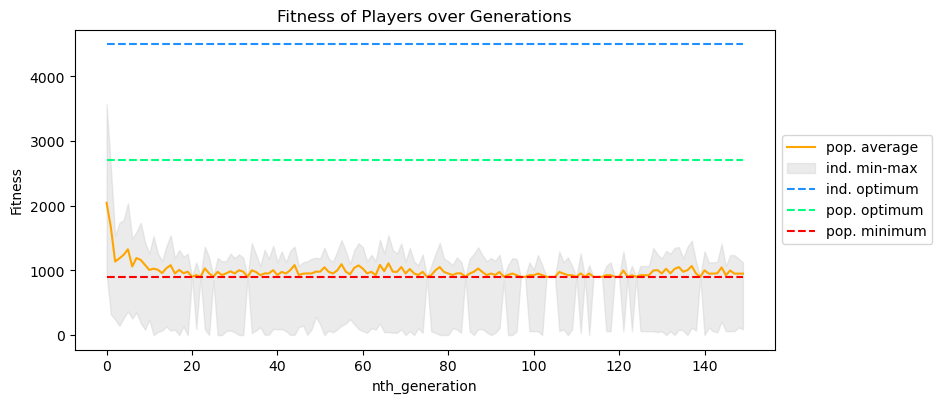 Fitness of Players over Generations
Fitness
4000
3000
2000
1000
0
0 20 40 60 80 100 120 140
nth_generation
pop. average
ind. min-max
ind. optimum
pop. optimum
pop. minimum